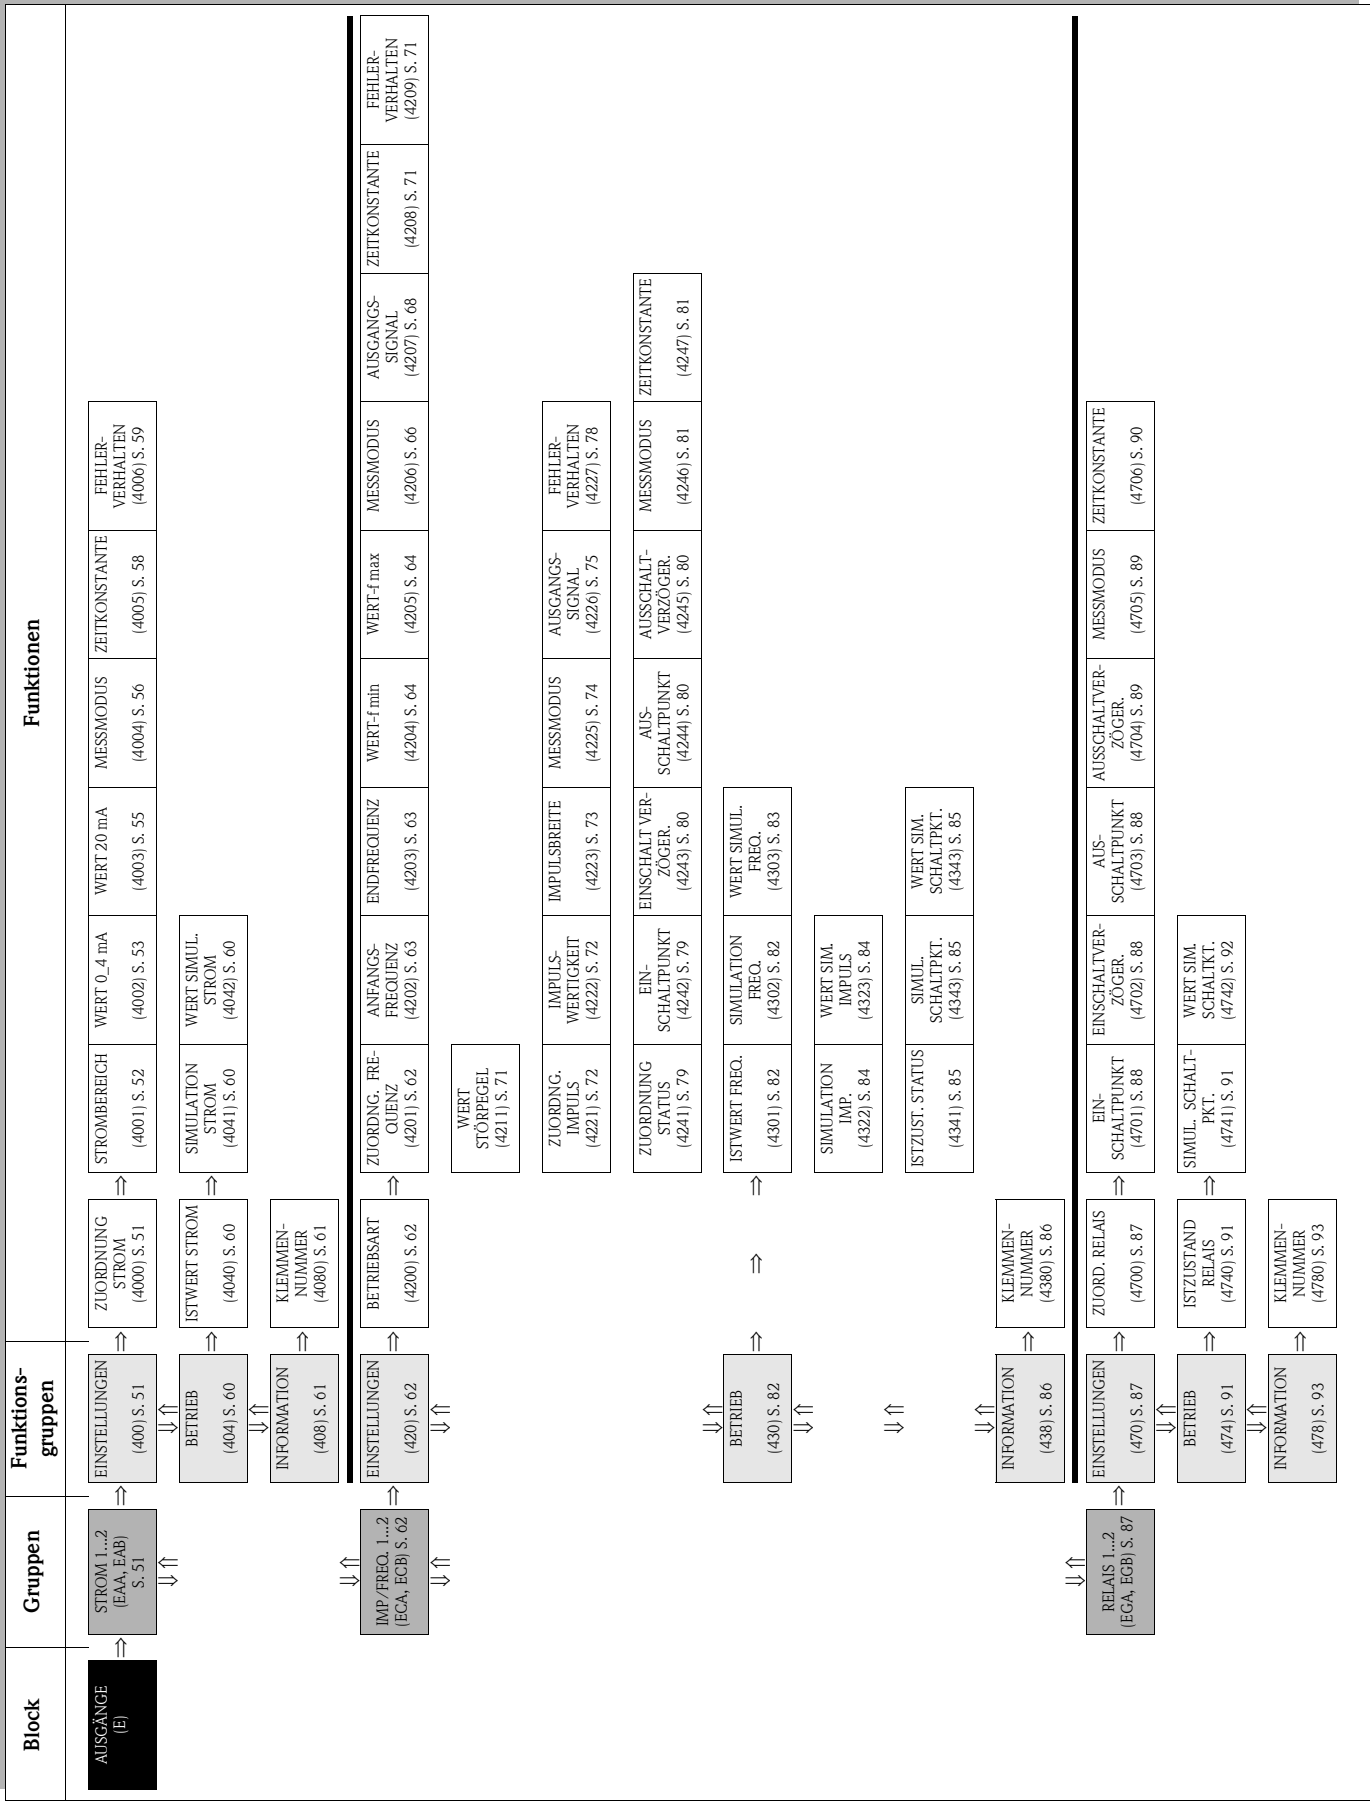 Block
Gruppen
Funktions-
gruppen
Funktionen
AUSGÄNGE
(E)
STROM 1...2
(EAA, EAB)
S. 51
EINSTELLUNGEN
(400) S. 51
ZUORDNUNG
STROM
(4000) S. 51
STROMBEREICH
(4001) S. 52
WERT 0_4 mA
(4002) S. 53
WERT 20 mA
(4003) S. 55
MESSMODUS
(4004) S. 56
ZEITKONSTANTE
(4005) S. 58
FEHLER-
VERHALTEN
(4006) S. 59
BETRIEB
(404) S. 60
ISTWERT STROM
(4040) S. 60
SIMULATION
STROM
(4041) S. 60
WERT SIMUL.
STROM
(4042) S. 60
INFORMATION
(408) S. 61
KLEMMEN-
NUMMER
(4080) S. 61
IMP/FREQ. 1...2
(ECA, ECB) S. 62
EINSTELLUNGEN
(420) S. 62
BETRIEBSART
(4200) S. 62
ZUORDNG. FRE-
QUENZ
(4201) S. 62
ANFANGS-
FREQUENZ
(4202) S. 63
ENDFREQUENZ
(4203) S. 63
WERT-f min
(4204) S. 64
WERT-f max
(4205) S. 64
MESSMODUS
(4206) S. 66
AUSGANGS-
SIGNAL
(4207) S. 68
ZEITKONSTANTE
(4208) S. 71
FEHLER-
VERHALTEN
(4209) S. 71
WERT
STÖRPEGEL
(4211) S. 71
ZUORDNG.
IMPULS
(4221) S. 72
IMPULS-
WERTIGKEIT
(4222) S. 72
IMPULSBREITE
(4223) S. 73
MESSMODUS
(4225) S. 74
AUSGANGS-
SIGNAL
(4226) S. 75
FEHLER-
VERHALTEN
(4227) S. 78
ZUORDNUNG
STATUS
(4241) S. 79
EIN-
SCHALTPUNKT
(4242) S. 79
EINSCHALT VER-
ZÖGER.
(4243) S. 80
AUS-
SCHALTPUNKT
(4244) S. 80
AUSSCHALT-
VERZÖGER.
(4245) S. 80
MESSMODUS
(4246) S. 81
ZEITKONSTANTE
(4247) S. 81
BETRIEB
(430) S. 82
ISTWERT FREQ.
(4301) S. 82
SIMULATION
FREQ.
(4302) S. 82
WERT SIMUL.
FREQ.
(4303) S. 83
SIMULATION
IMP.
(4322) S. 84
WERT SIM.
IMPULS
(4323) S. 84
ISTZUST. STATUS
(4341) S. 85
SIMUL.
SCHALTPKT.
(4343) S. 85
WERT SIM.
SCHALTPKT.
(4343) S. 85
INFORMATION
(438) S. 86
KLEMMEN-
NUMMER
(4380) S. 86
RELAIS 1...2
(EGA, EGB) S. 87
EINSTELLUNGEN
(470) S. 87
ZUORD. RELAIS
(4700) S. 87
EIN-
SCHALTPUNKT
(4701) S. 88
EINSCHALTVER-
ZÖGER.
(4702) S. 88
AUS-
SCHALTPUNKT
(4703) S. 88
AUSSCHALTVER-
ZÖGER.
(4704) S. 89
MESSMODUS
(4705) S. 89
ZEITKONSTANTE
(4706) S. 90
BETRIEB
(474) S. 91
ISTZUSTAND
RELAIS
(4740) S. 91
SIMUL. SCHALT-
PKT.
(4741) S. 91
WERT SIM.
SCHALTKT.
(4742) S. 92
INFORMATION
(478) S. 93
KLEMMEN-
NUMMER
(4780) S. 93